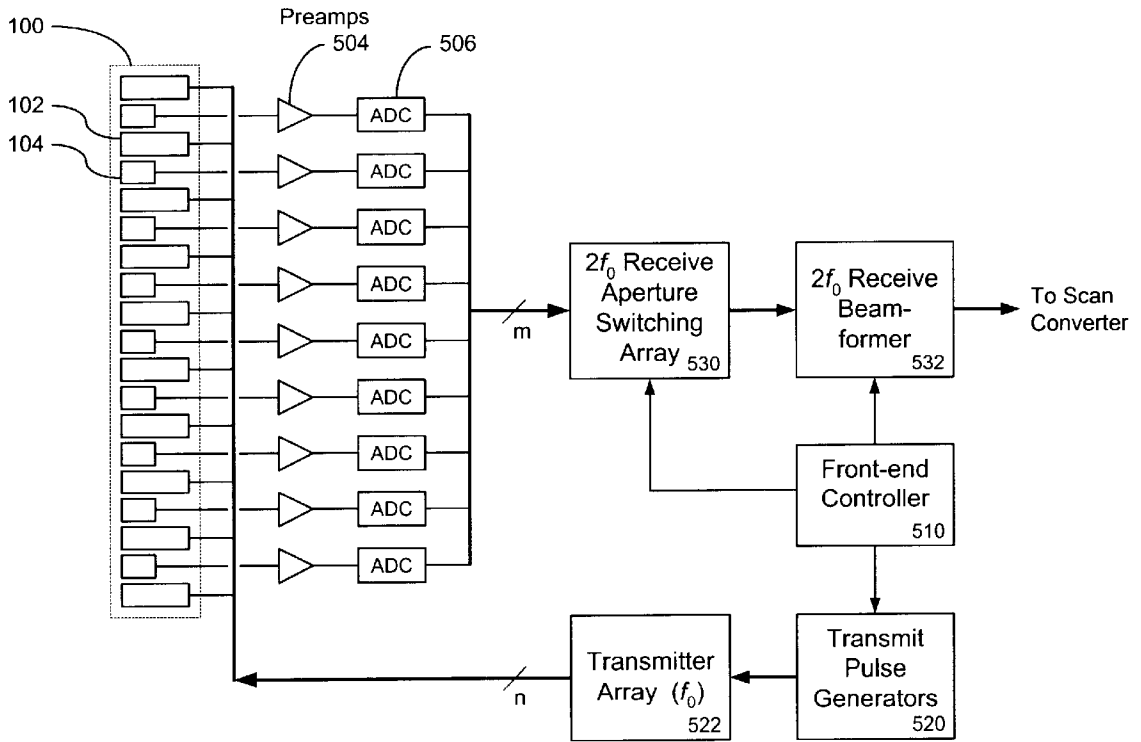 100
102
104
Preamps
504
506
ADC
ADC
ADC
ADC
ADC
ADC
ADC
ADC
ADC
m
2f₀ Receive
Aperture
Switching
Array
530
2f₀ Receive
Beam-
former
532
To Scan
Converter
Front-end
Controller
510
Transmit
Pulse
Generators
520
Transmitter
Array (f₀)
522
n